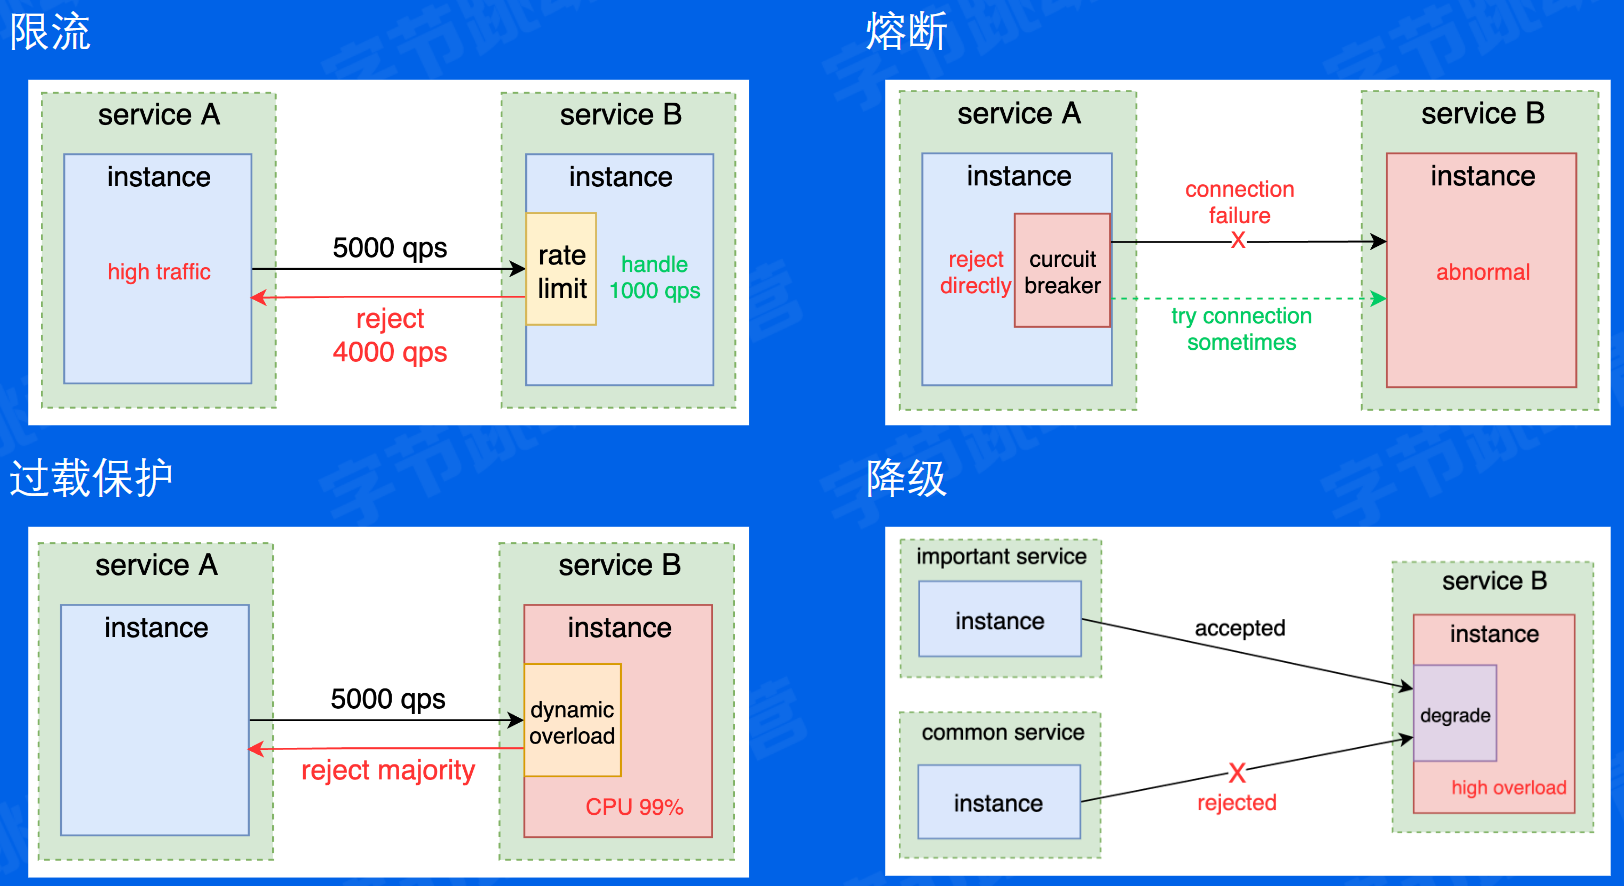 限流
service A
instance
high traffic
5000 qps
reject
4000 qps
service B
instance
rate
limit
handle
1000 qps
熔断
service A
instance
reject
directly
curcuit
breaker
connection
failure
X
try connection
sometimes
service B
instance
abnormal
过载保护
service A
instance
5000 qps
reject majority
service B
instance
dynamic
overload
CPU 99%
降级
important service
instance
common service
instance
accepted
X
rejected
service B
instance
degrade
high overload